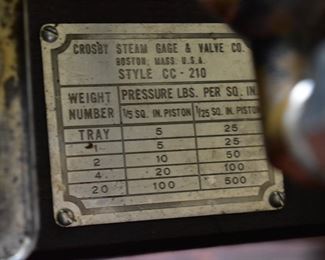 CROSBY STEAM GAGE & VALVE CO.
BOSTON, MASS. U.S.A.
STYLE CC-210
WEIGHT NUMBER PRESSURE LBS. PER SQ. IN.
1/5 SQ. IN. PISTON 1/25 SQ. IN. PISTON
TRAY 5 25
1 5 25
2 10 50
4 20 100
20 100 500